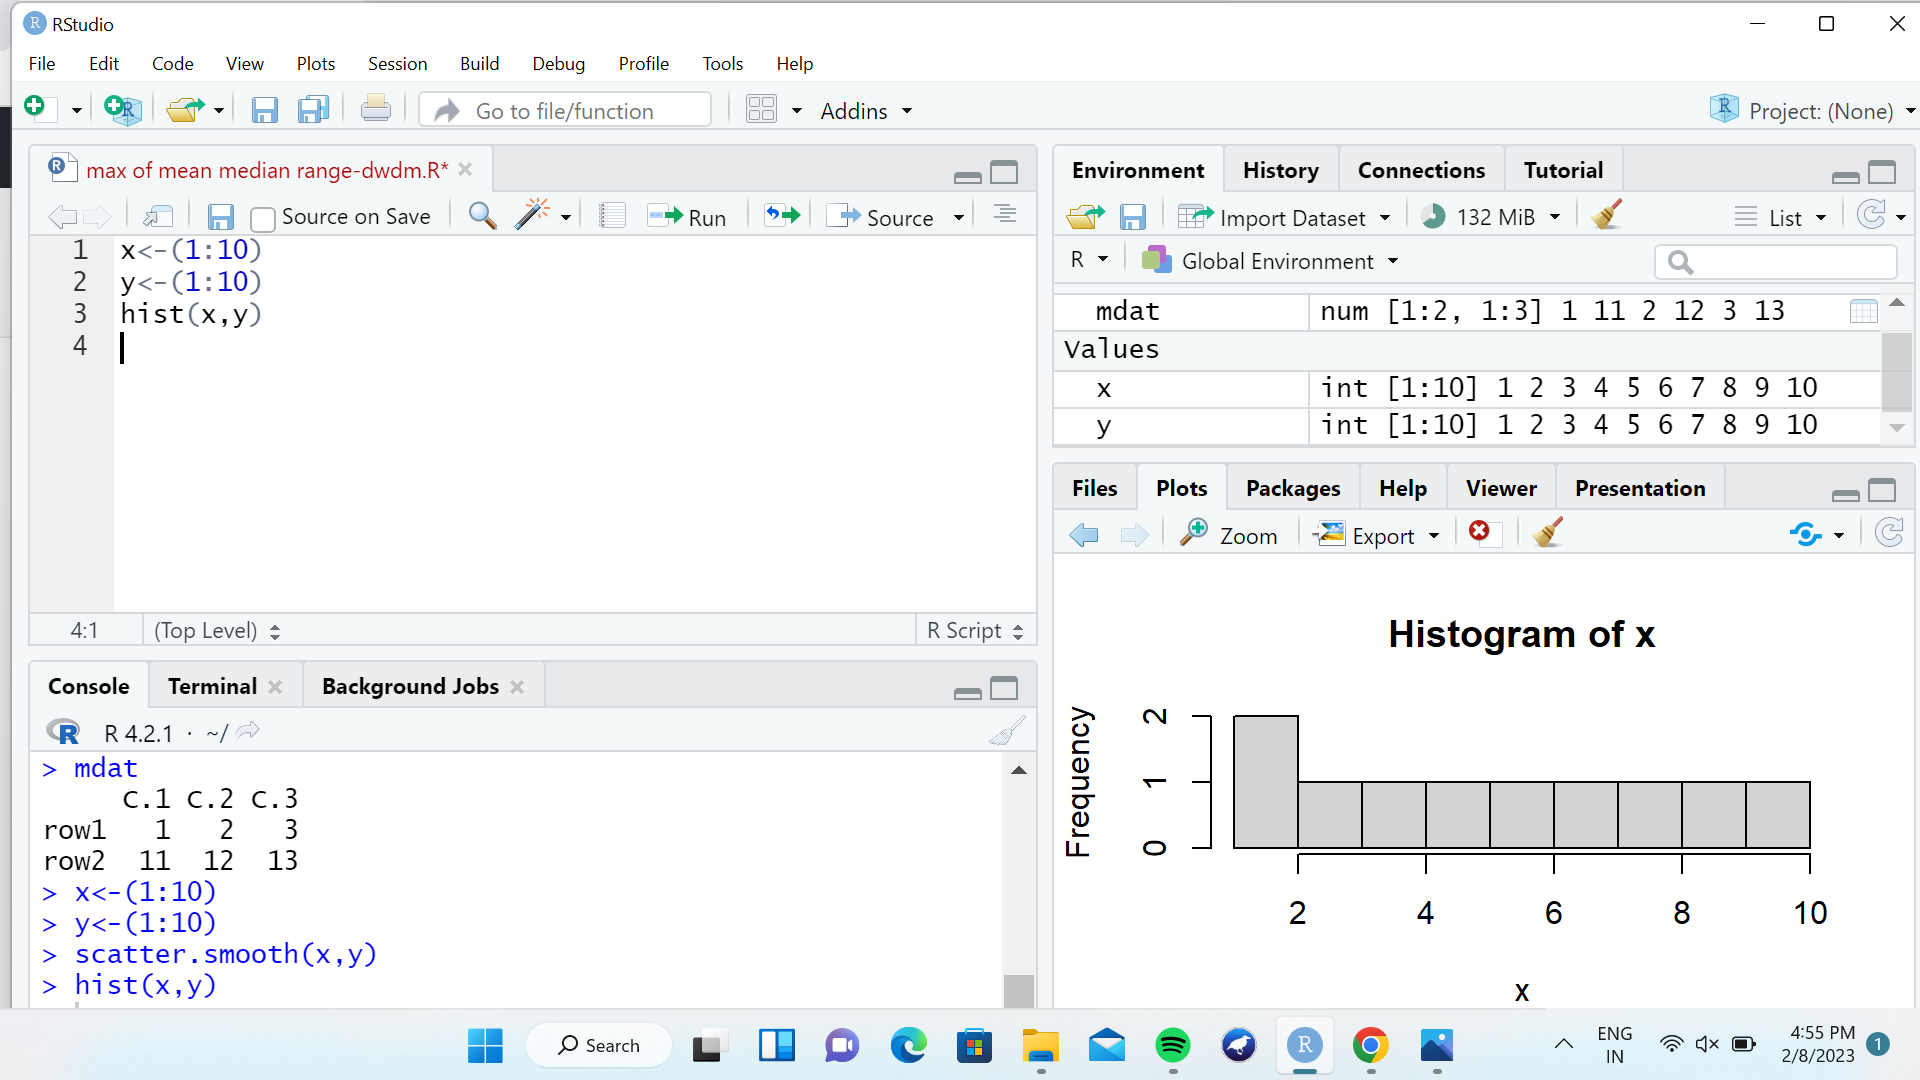 RStudio
File Edit Code View Plots Session Build Debug Profile Tools Help
Go to file/function Addins Project: (None)
max of mean median range-dwdm.R*
Source on Save Run Source
1 x<-(1:10)
2 y<-(1:10)
3 hist(x,y)
4
4:1 (Top Level) R Script
Console Terminal Background Jobs
R 4.2.1 · ~/
> mdat
c.1 c.2 c.3
row1 1 2 3
row2 11 12 13
> x<-(1:10)
> y<-(1:10)
> scatter.smooth(x,y)
> hist(x,y)
Environment History Connections Tutorial
Import Dataset 132 MiB List
R Global Environment
mdat num [1:2, 1:3] 1 11 2 12 3 13
Values
x int [1:10] 1 2 3 4 5 6 7 8 9 10
y int [1:10] 1 2 3 4 5 6 7 8 9 10
Files Plots Packages Help Viewer Presentation
Zoom Export
Histogram of x
Frequency
0 1 2
2 4 6 8 10
x
Search
ENG
IN
4:55 PM
2/8/2023
1